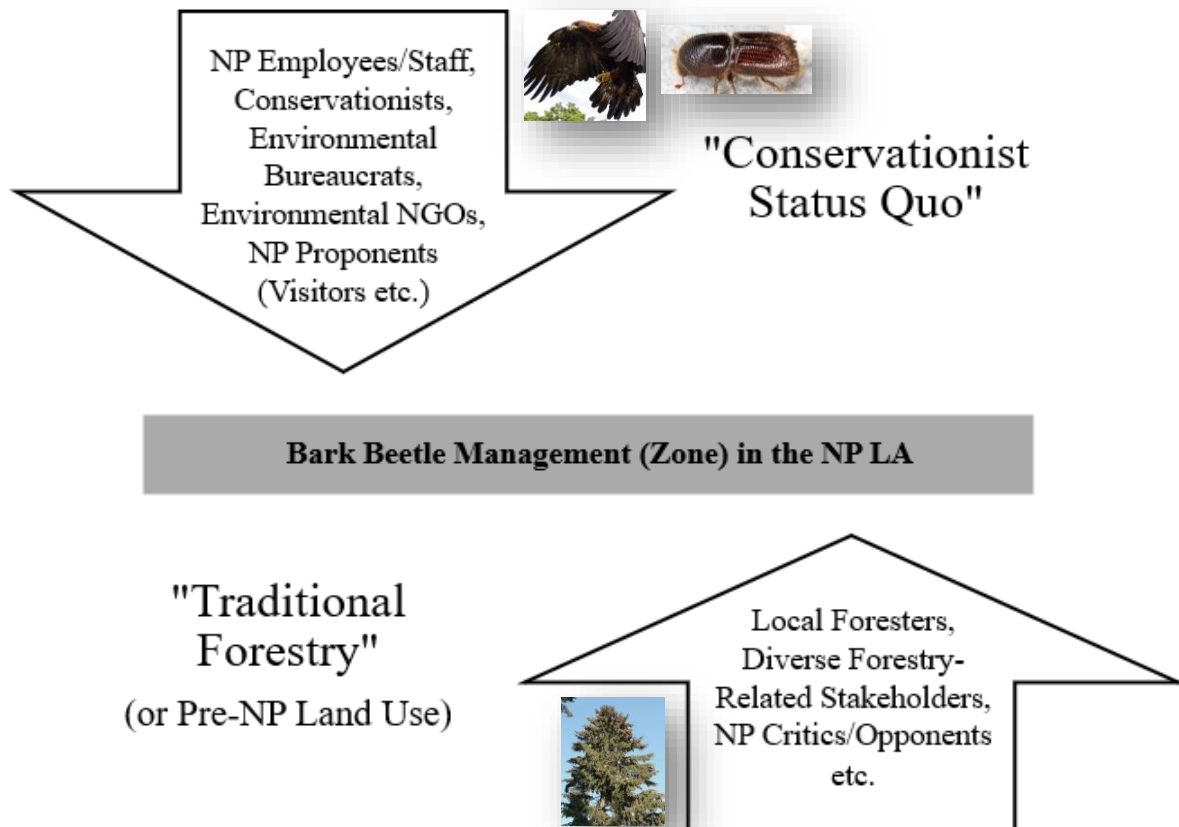 NP Employees/Staff,
Conservationists,
Environmental
Bureaucrats,
Environmental NGOs,
NP Proponents
(Visitors etc.)
"Conservationist
Status Quo"
Bark Beetle Management (Zone) in the NP LA
"Traditional
Forestry"
(or Pre-NP Land Use)
Local Foresters,
Diverse Forestry-
Related Stakeholders,
NP Critics/Opponents
etc.